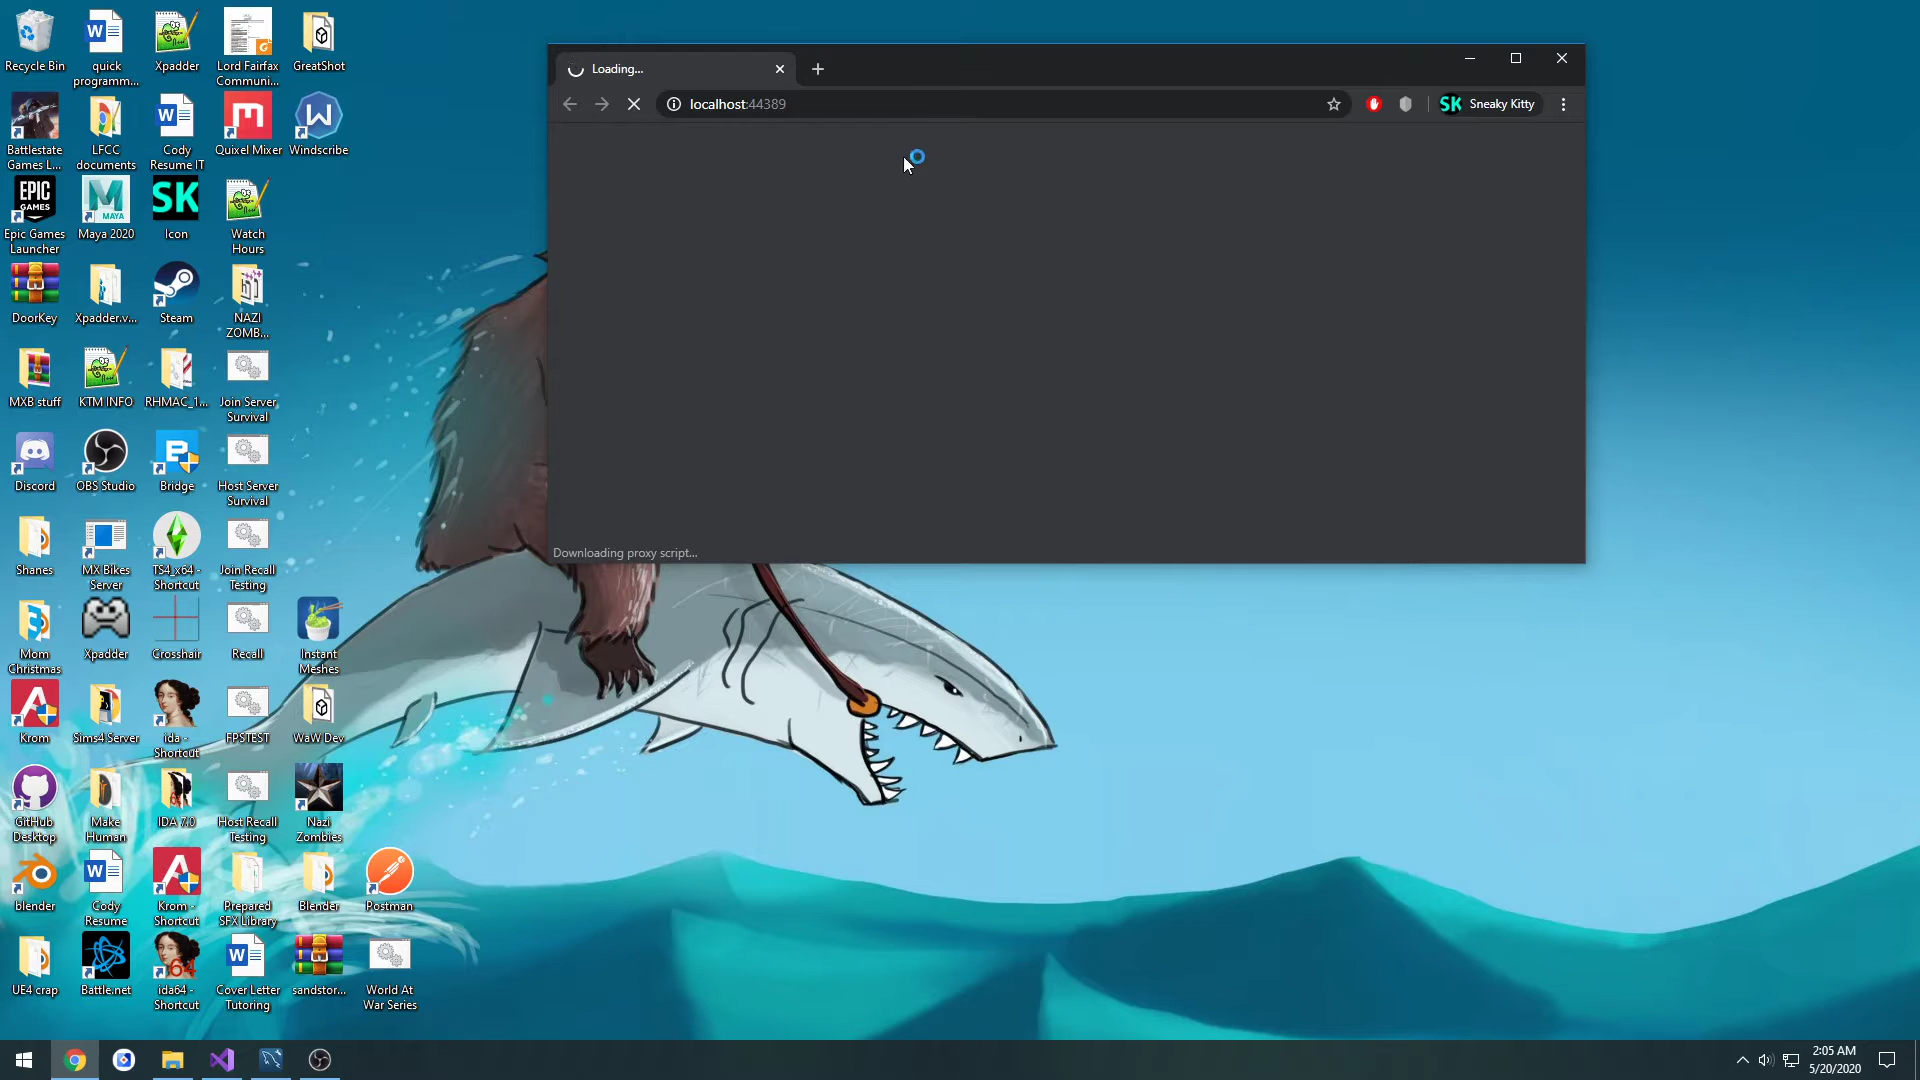 Recycle Bin
quick
programm...
Xpadder
Lord Fairfax
Communi...
GreatShot
Battlestate
Games L...
LFCC
documents
Cody
Resume IT
Quixel Mixer
Windscribe
Epic Games
Launcher
Maya 2020
Icon
Watch
Hours
DoorKey
Xpadder.v...
Steam
NAZI
ZOMB...
MXB stuff
KTM INFO
RHMAC_1...
Join Server
Survival
Discord
OBS Studio
Bridge
Host Server
Survival
Shanes
MX Bikes
Server
TS4_x64 -
Shortcut
Join Recall
Testing
Mom
Christmas
Xpadder
Crosshair
Recall
Instant
Meshes
Krom
Sims4 Server
ida -
Shortcut
FPSTEST
WaW Dev
GitHub
Desktop
Make
Human
IDA 7.0
Host Recall
Testing
Nazi
Zombies
blender
Cody
Resume
Krom -
Shortcut
Prepared
SFX Library
Blender
Postman
UE4 crap
Battle.net
ida64 -
Shortcut
Cover Letter
Tutoring
sandstor...
World At
War Series
EPIC
GAMES
MAYA
SK
64
Loading...
localhost:44389
SK Sneaky Kitty
Downloading proxy script...
2:05 AM
5/20/2020